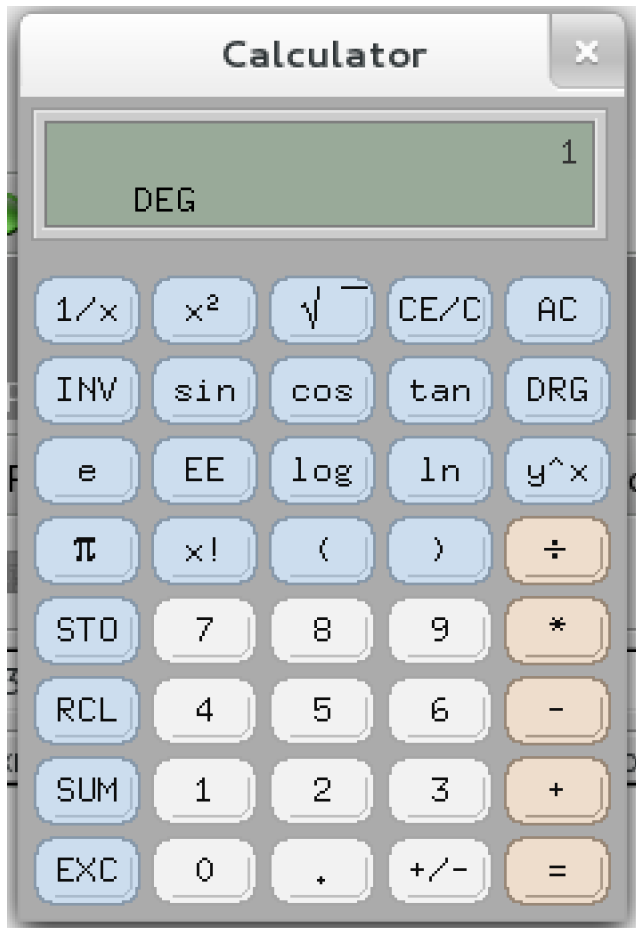 Calculator ×
1
DEG
1/x x² √‾ CE/C AC
INV sin cos tan DRG
e EE log ln y^x
π x! ( ) ÷
STO 7 8 9 *
RCL 4 5 6 -
SUM 1 2 3 +
EXC 0 . +/- =